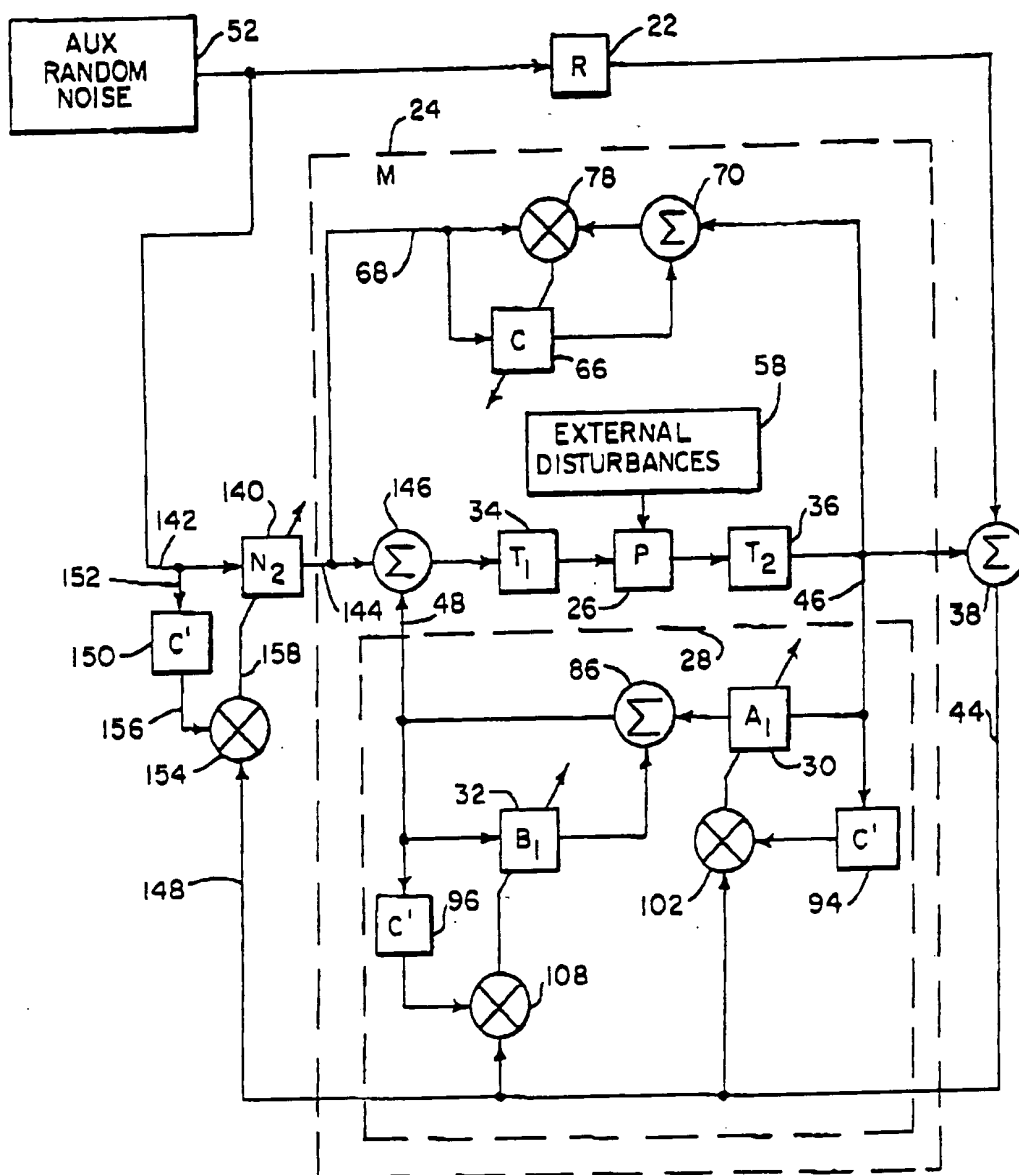 52
AUX
RANDOM
NOISE
22
R
24
M
78
70
Σ
68
C
66
58
EXTERNAL
DISTURBANCES
140
146
34
36
142
152
N2
Σ
T1
P
T2
Σ
144
48
26
46
38
C'
150
158
28
86
Σ
A1
44
156
154
32
30
B1
C'
102
94
148
C'
96
108